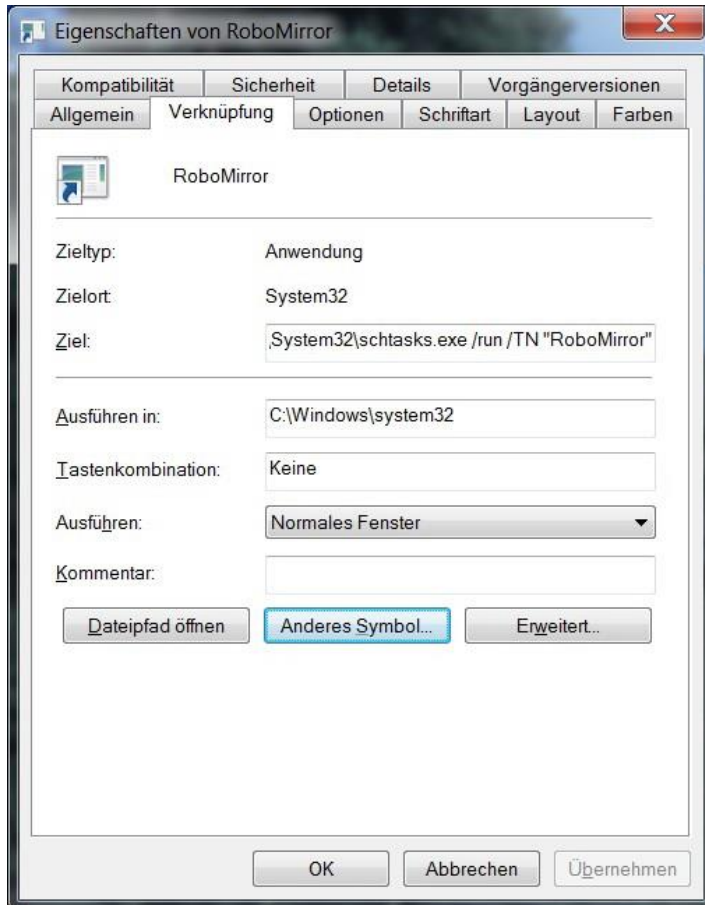 Eigenschaften von RoboMirror
Kompatibilität Sicherheit Details Vorgängerversionen
Allgemein Verknüpfung Optionen Schriftart Layout Farben
RoboMirror
Zieltyp: Anwendung
Zielort: System32
Ziel: System32\schtasks.exe /run /TN "RoboMirror"
Ausführen in: C:\Windows\system32
Tastenkombination: Keine
Ausführen: Normales Fenster
Kommentar:
Dateipfad öffnen Anderes Symbol... Erweitert...
OK Abbrechen Übernehmen